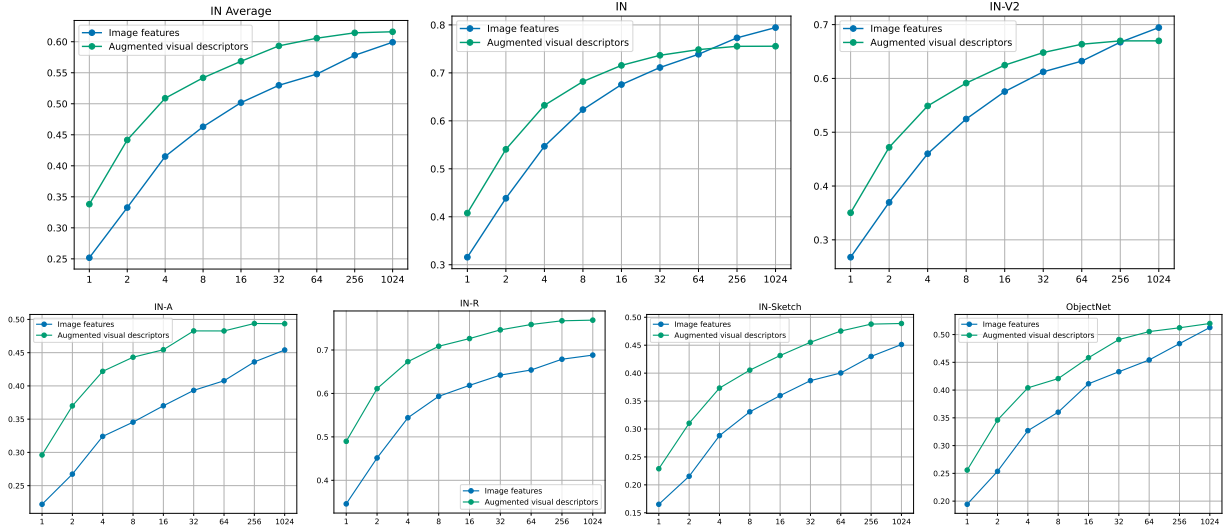 IN Average
Image features
Augmented visual descriptors
0.60
0.55
0.50
0.45
0.40
0.35
0.30
0.25
1 2 4 8 16 32 64 256 1024
IN
Image features
Augmented visual descriptors
0.8
0.7
0.6
0.5
0.4
0.3
1 2 4 8 16 32 64 256 1024
IN-V2
Image features
Augmented visual descriptors
0.7
0.6
0.5
0.4
0.3
1 2 4 8 16 32 64 256 1024
IN-A
Image features
Augmented visual descriptors
0.50
0.45
0.40
0.35
0.30
0.25
1 2 4 8 16 32 64 256 1024
IN-R
0.7
0.6
0.5
0.4
Image features
Augmented visual descriptors
1 2 4 8 16 32 64 256 1024
IN-Sketch
Image features
Augmented visual descriptors
0.50
0.45
0.40
0.35
0.30
0.25
0.20
0.15
1 2 4 8 16 32 64 256 1024
ObjectNet
Image features
Augmented visual descriptors
0.50
0.45
0.40
0.35
0.30
0.25
0.20
1 2 4 8 16 32 64 256 1024